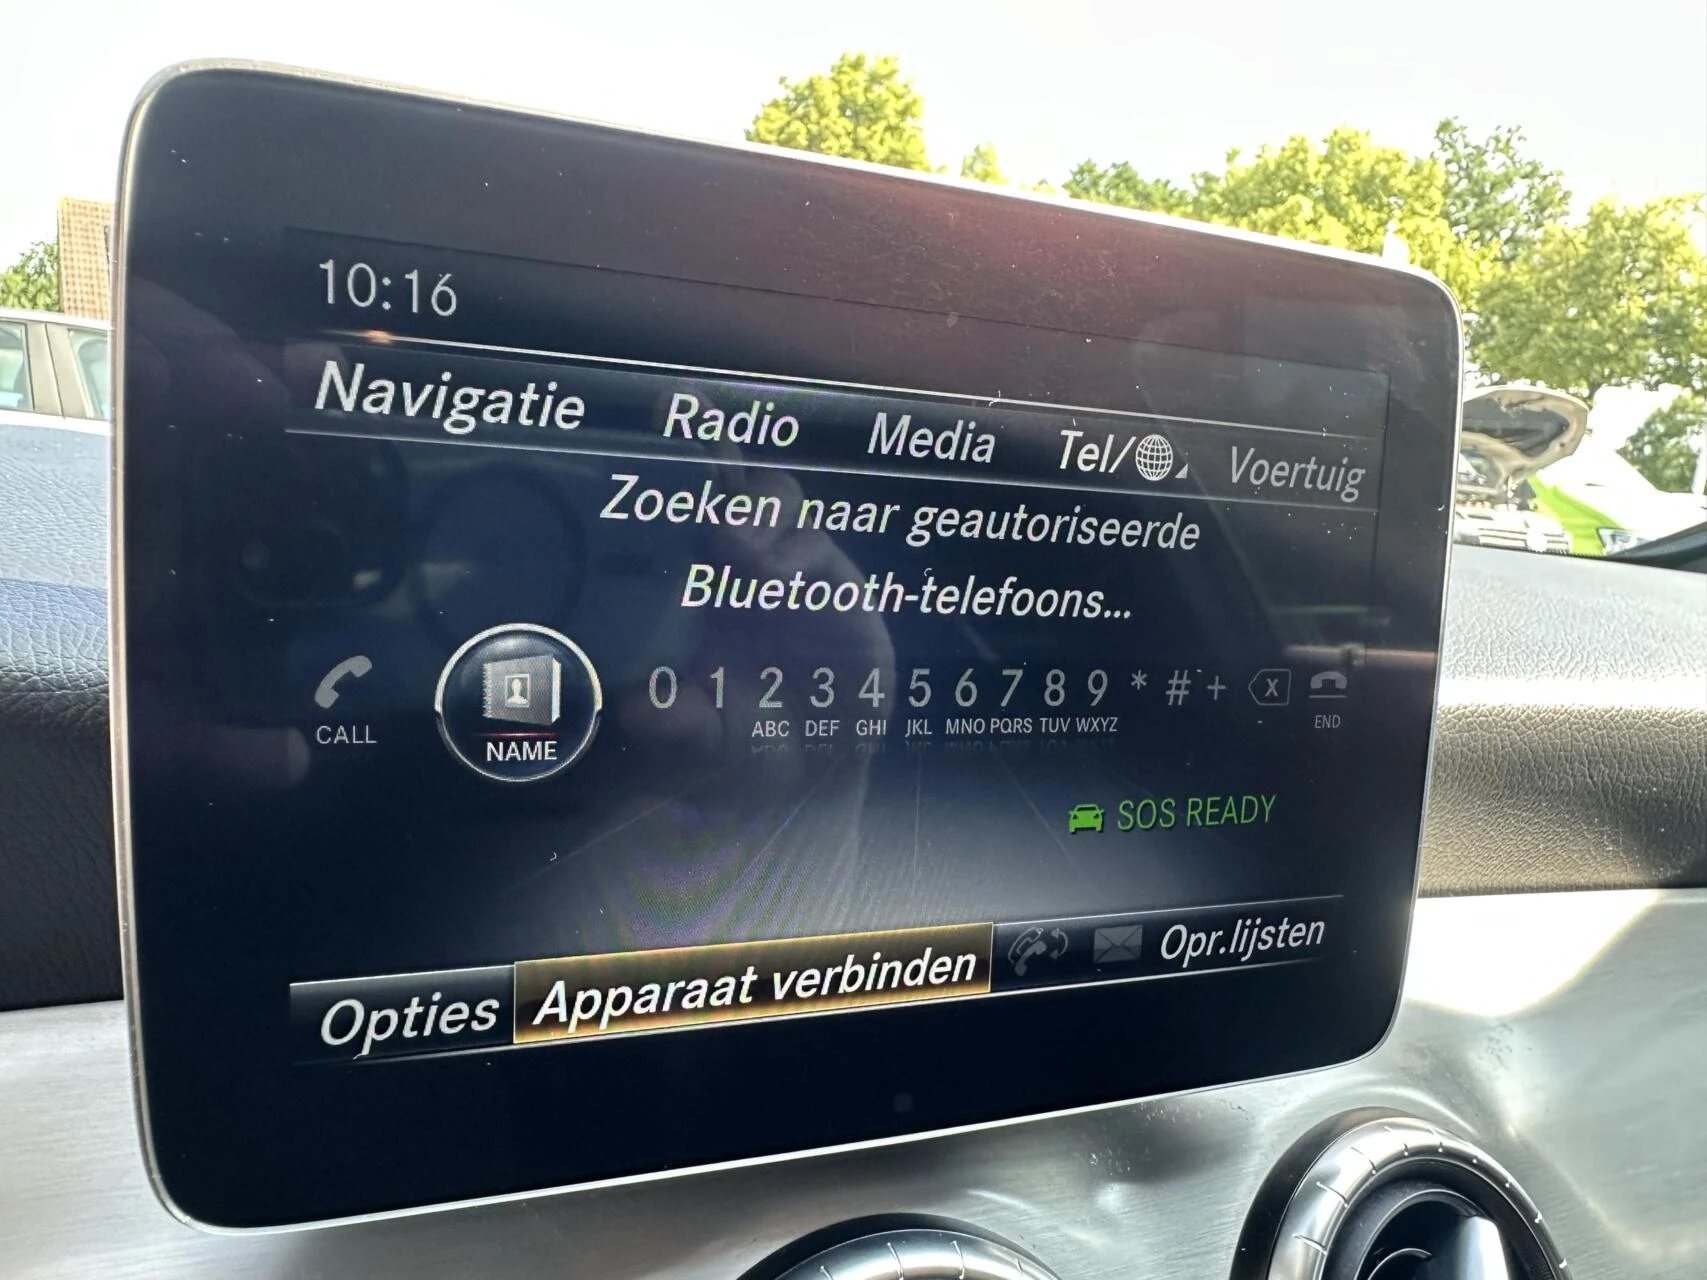 10:16
Navigatie Radio Media Tel/ Voertuig
Zoeken naar geautoriseerde
Bluetooth-telefoons...
0 1 2 3 4 5 6 7 8 9 * # +
ABC DEF GHI JKL MNO PQRS TUV WXYZ
CALL NAME X END
SOS READY
Opties Apparaat verbinden Opr.lijsten